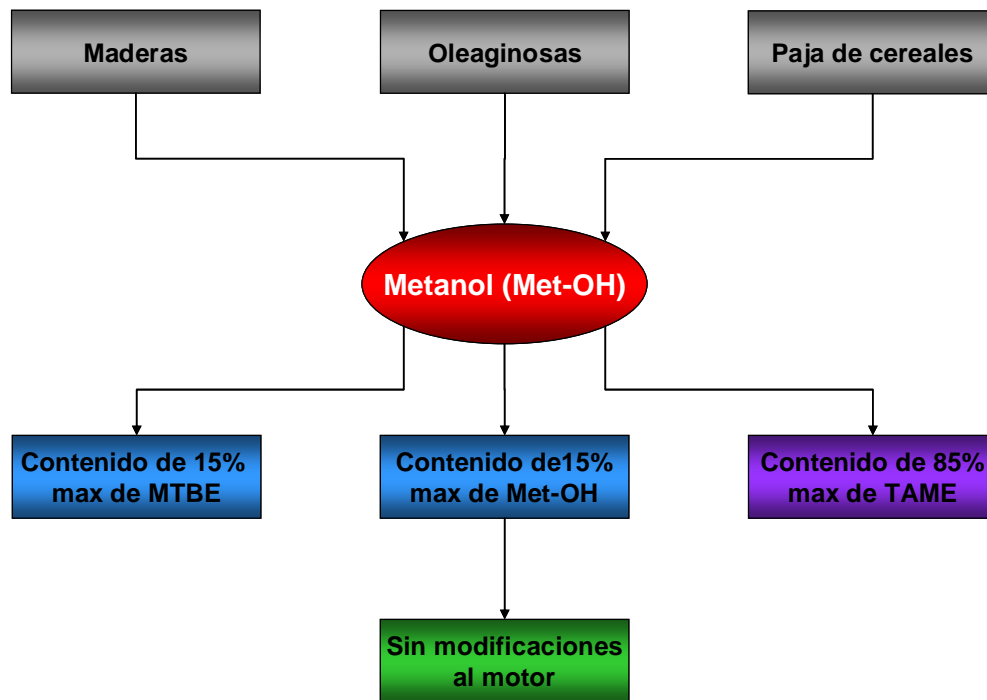 Maderas
Oleaginosas
Paja de cereales
Metanol (Met-OH)
Contenido de 15%
max de MTBE
Contenido de15%
max de Met-OH
Contenido de 85%
max de TAME
Sin modificaciones
al motor